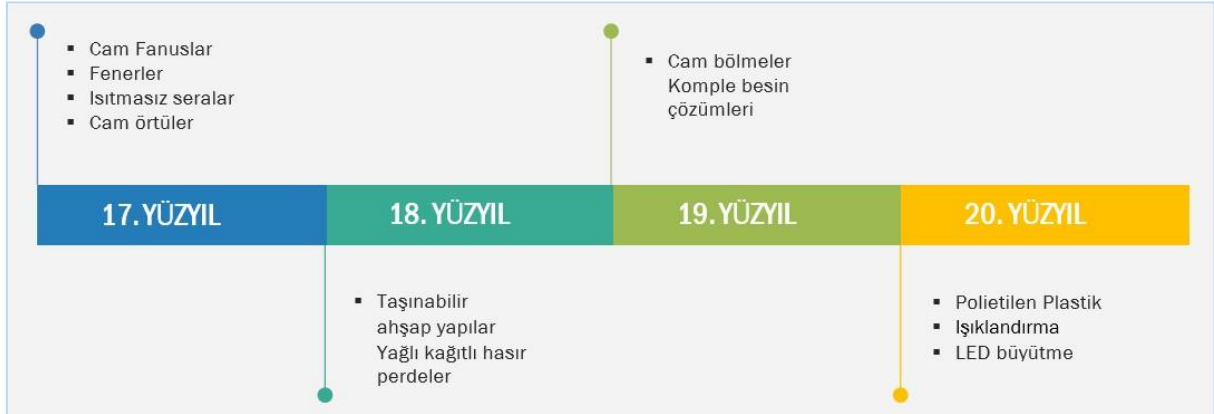 ▪ Cam Fanuslar
▪ Fenerler
▪ Isıtmasız seralar
▪ Cam örtüler
▪ Cam bölmeler
Komple besin
çözümleri
17. YÜZYIL
18. YÜZYIL
19. YÜZYIL
20. YÜZYIL
▪ Taşınabilir
ahşap yapılar
Yağlı kağıtlı hasır
perdeler
▪ Polietilen Plastik
▪ Işıklandırma
▪ LED büyütme